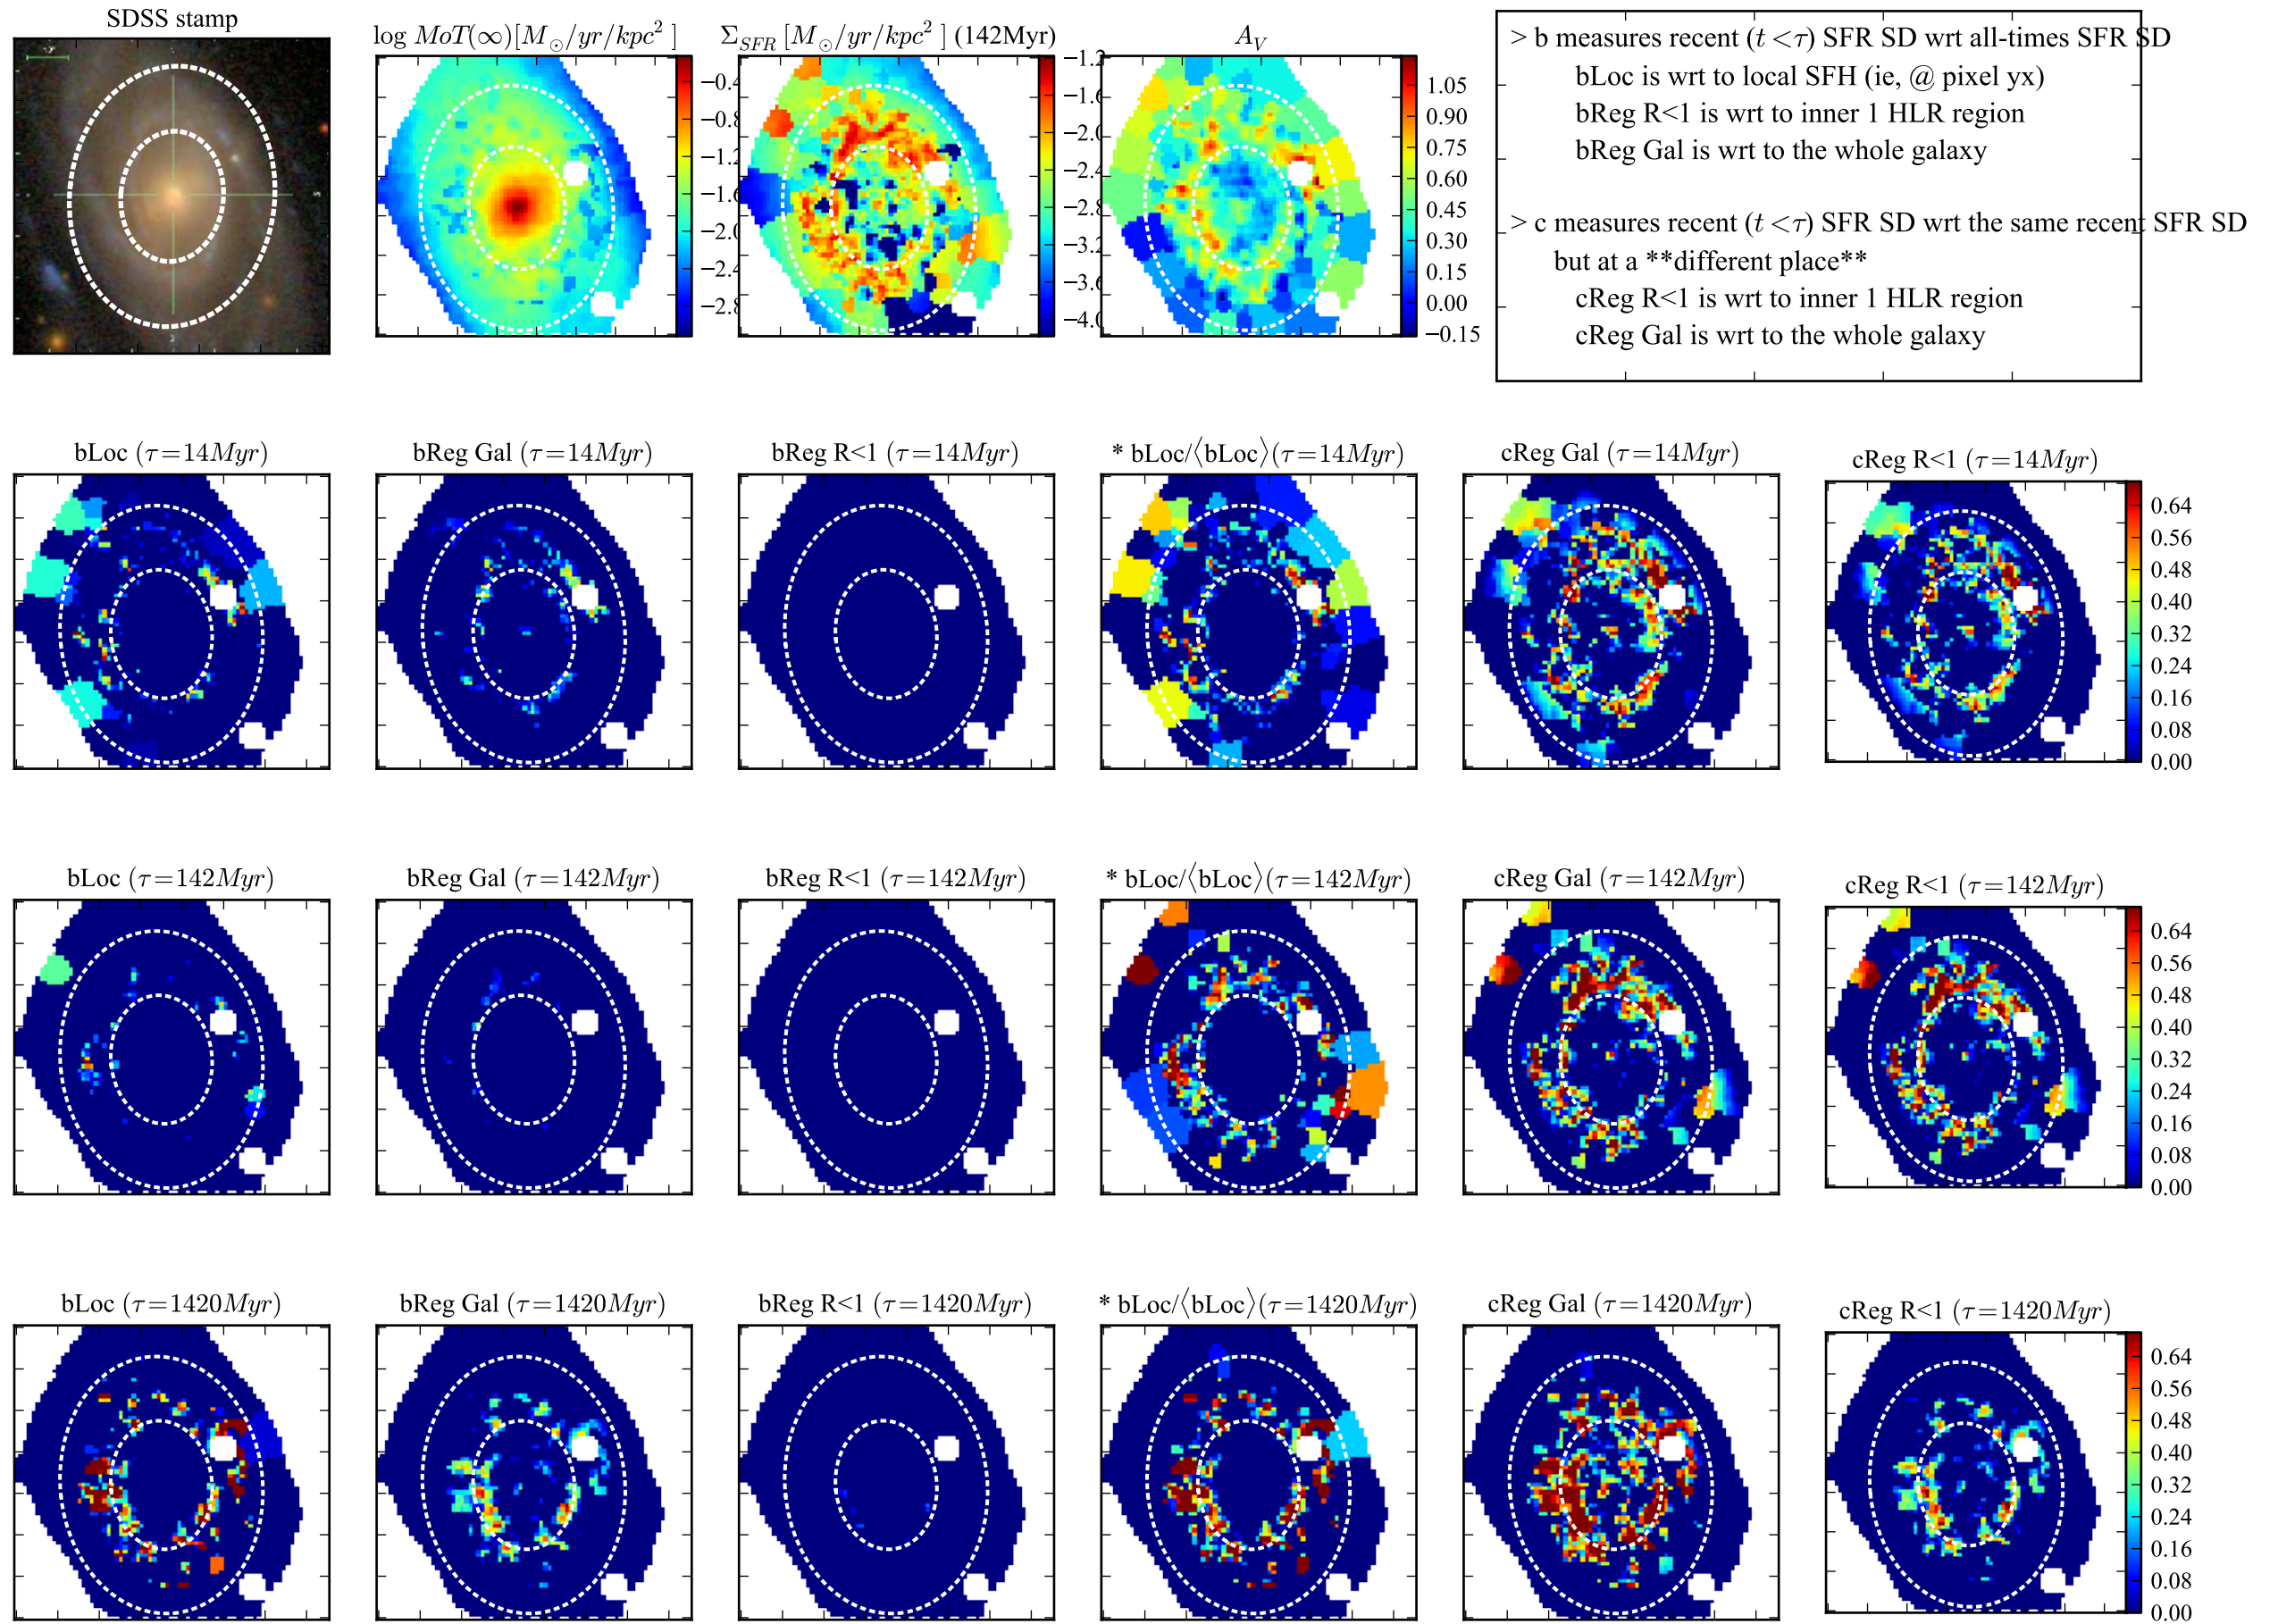 SDSS stamp
log MoT(∞)[M⊙/yr/kpc²]
Σ_SFR [M⊙/yr/kpc²] (142Myr)
A_V
−0.4
−0.8
−1.2
−1.6
−2.0
−2.4
−2.8
−1.2
−1.6
−2.0
−2.4
−2.8
−3.2
−3.6
−4.0
1.05
0.90
0.75
0.60
0.45
0.30
0.15
0.00
−0.15
> b measures recent (t <τ) SFR SD wrt all-times SFR SD
bLoc is wrt to local SFH (ie, @ pixel yx)
bReg R<1 is wrt to inner 1 HLR region
bReg Gal is wrt to the whole galaxy
> c measures recent (t <τ) SFR SD wrt the same recent SFR SD
but at a **different place**
cReg R<1 is wrt to inner 1 HLR region
cReg Gal is wrt to the whole galaxy
bLoc (τ=14Myr)
bReg Gal (τ=14Myr)
bReg R<1 (τ=14Myr)
* bLoc/⟨bLoc⟩(τ=14Myr)
cReg Gal (τ=14Myr)
cReg R<1 (τ=14Myr)
0.64
0.56
0.48
0.40
0.32
0.24
0.16
0.08
0.00
bLoc (τ=142Myr)
bReg Gal (τ=142Myr)
bReg R<1 (τ=142Myr)
* bLoc/⟨bLoc⟩(τ=142Myr)
cReg Gal (τ=142Myr)
cReg R<1 (τ=142Myr)
0.64
0.56
0.48
0.40
0.32
0.24
0.16
0.08
0.00
bLoc (τ=1420Myr)
bReg Gal (τ=1420Myr)
bReg R<1 (τ=1420Myr)
* bLoc/⟨bLoc⟩(τ=1420Myr)
cReg Gal (τ=1420Myr)
cReg R<1 (τ=1420Myr)
0.64
0.56
0.48
0.40
0.32
0.24
0.16
0.08
0.00